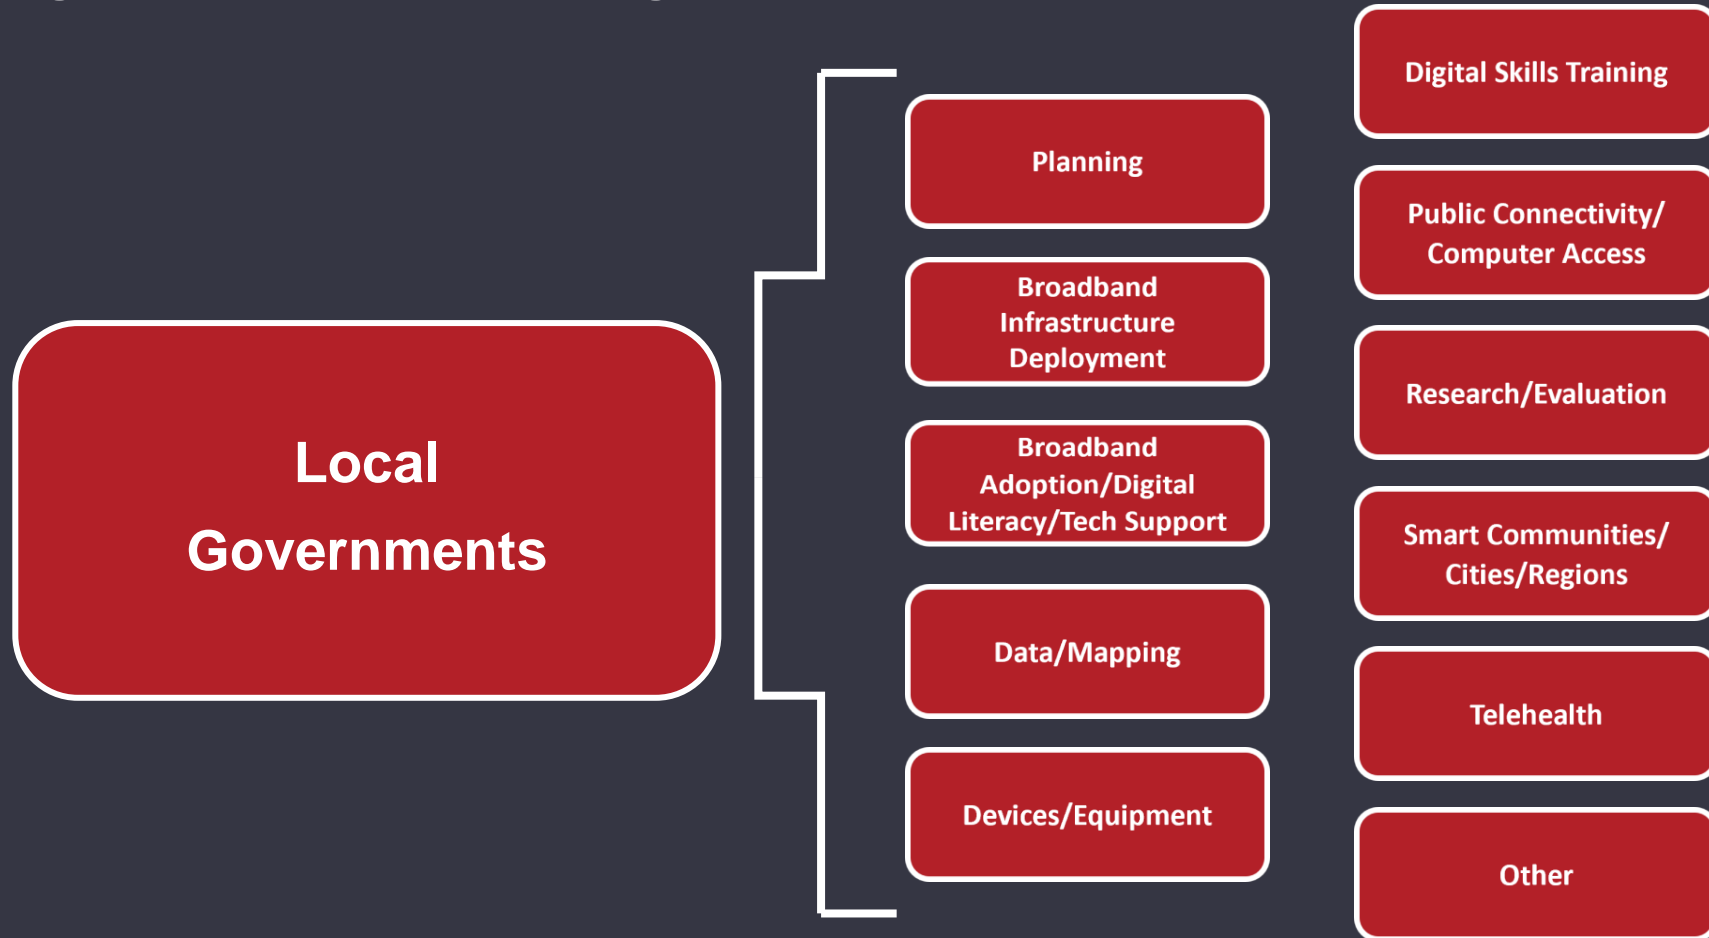 Local
Governments
Planning
Broadband
Infrastructure
Deployment
Broadband
Adoption/Digital
Literacy/Tech Support
Data/Mapping
Devices/Equipment
Digital Skills Training
Public Connectivity/
Computer Access
Research/Evaluation
Smart Communities/
Cities/Regions
Telehealth
Other